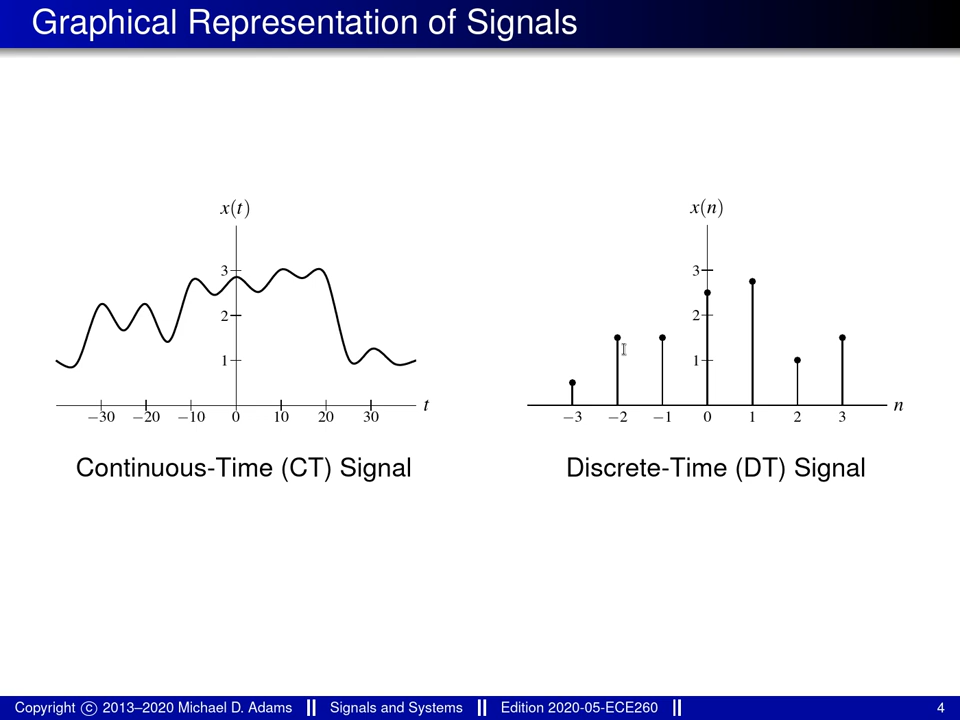 Graphical Representation of Signals
x(t)
3
2
1
−30 −20 −10 0 10 20 30 t
Continuous-Time (CT) Signal
x(n)
3
2
1
−3 −2 −1 0 1 2 3 n
Discrete-Time (DT) Signal
Copyright © 2013–2020 Michael D. Adams Signals and Systems Edition 2020-05-ECE260 4